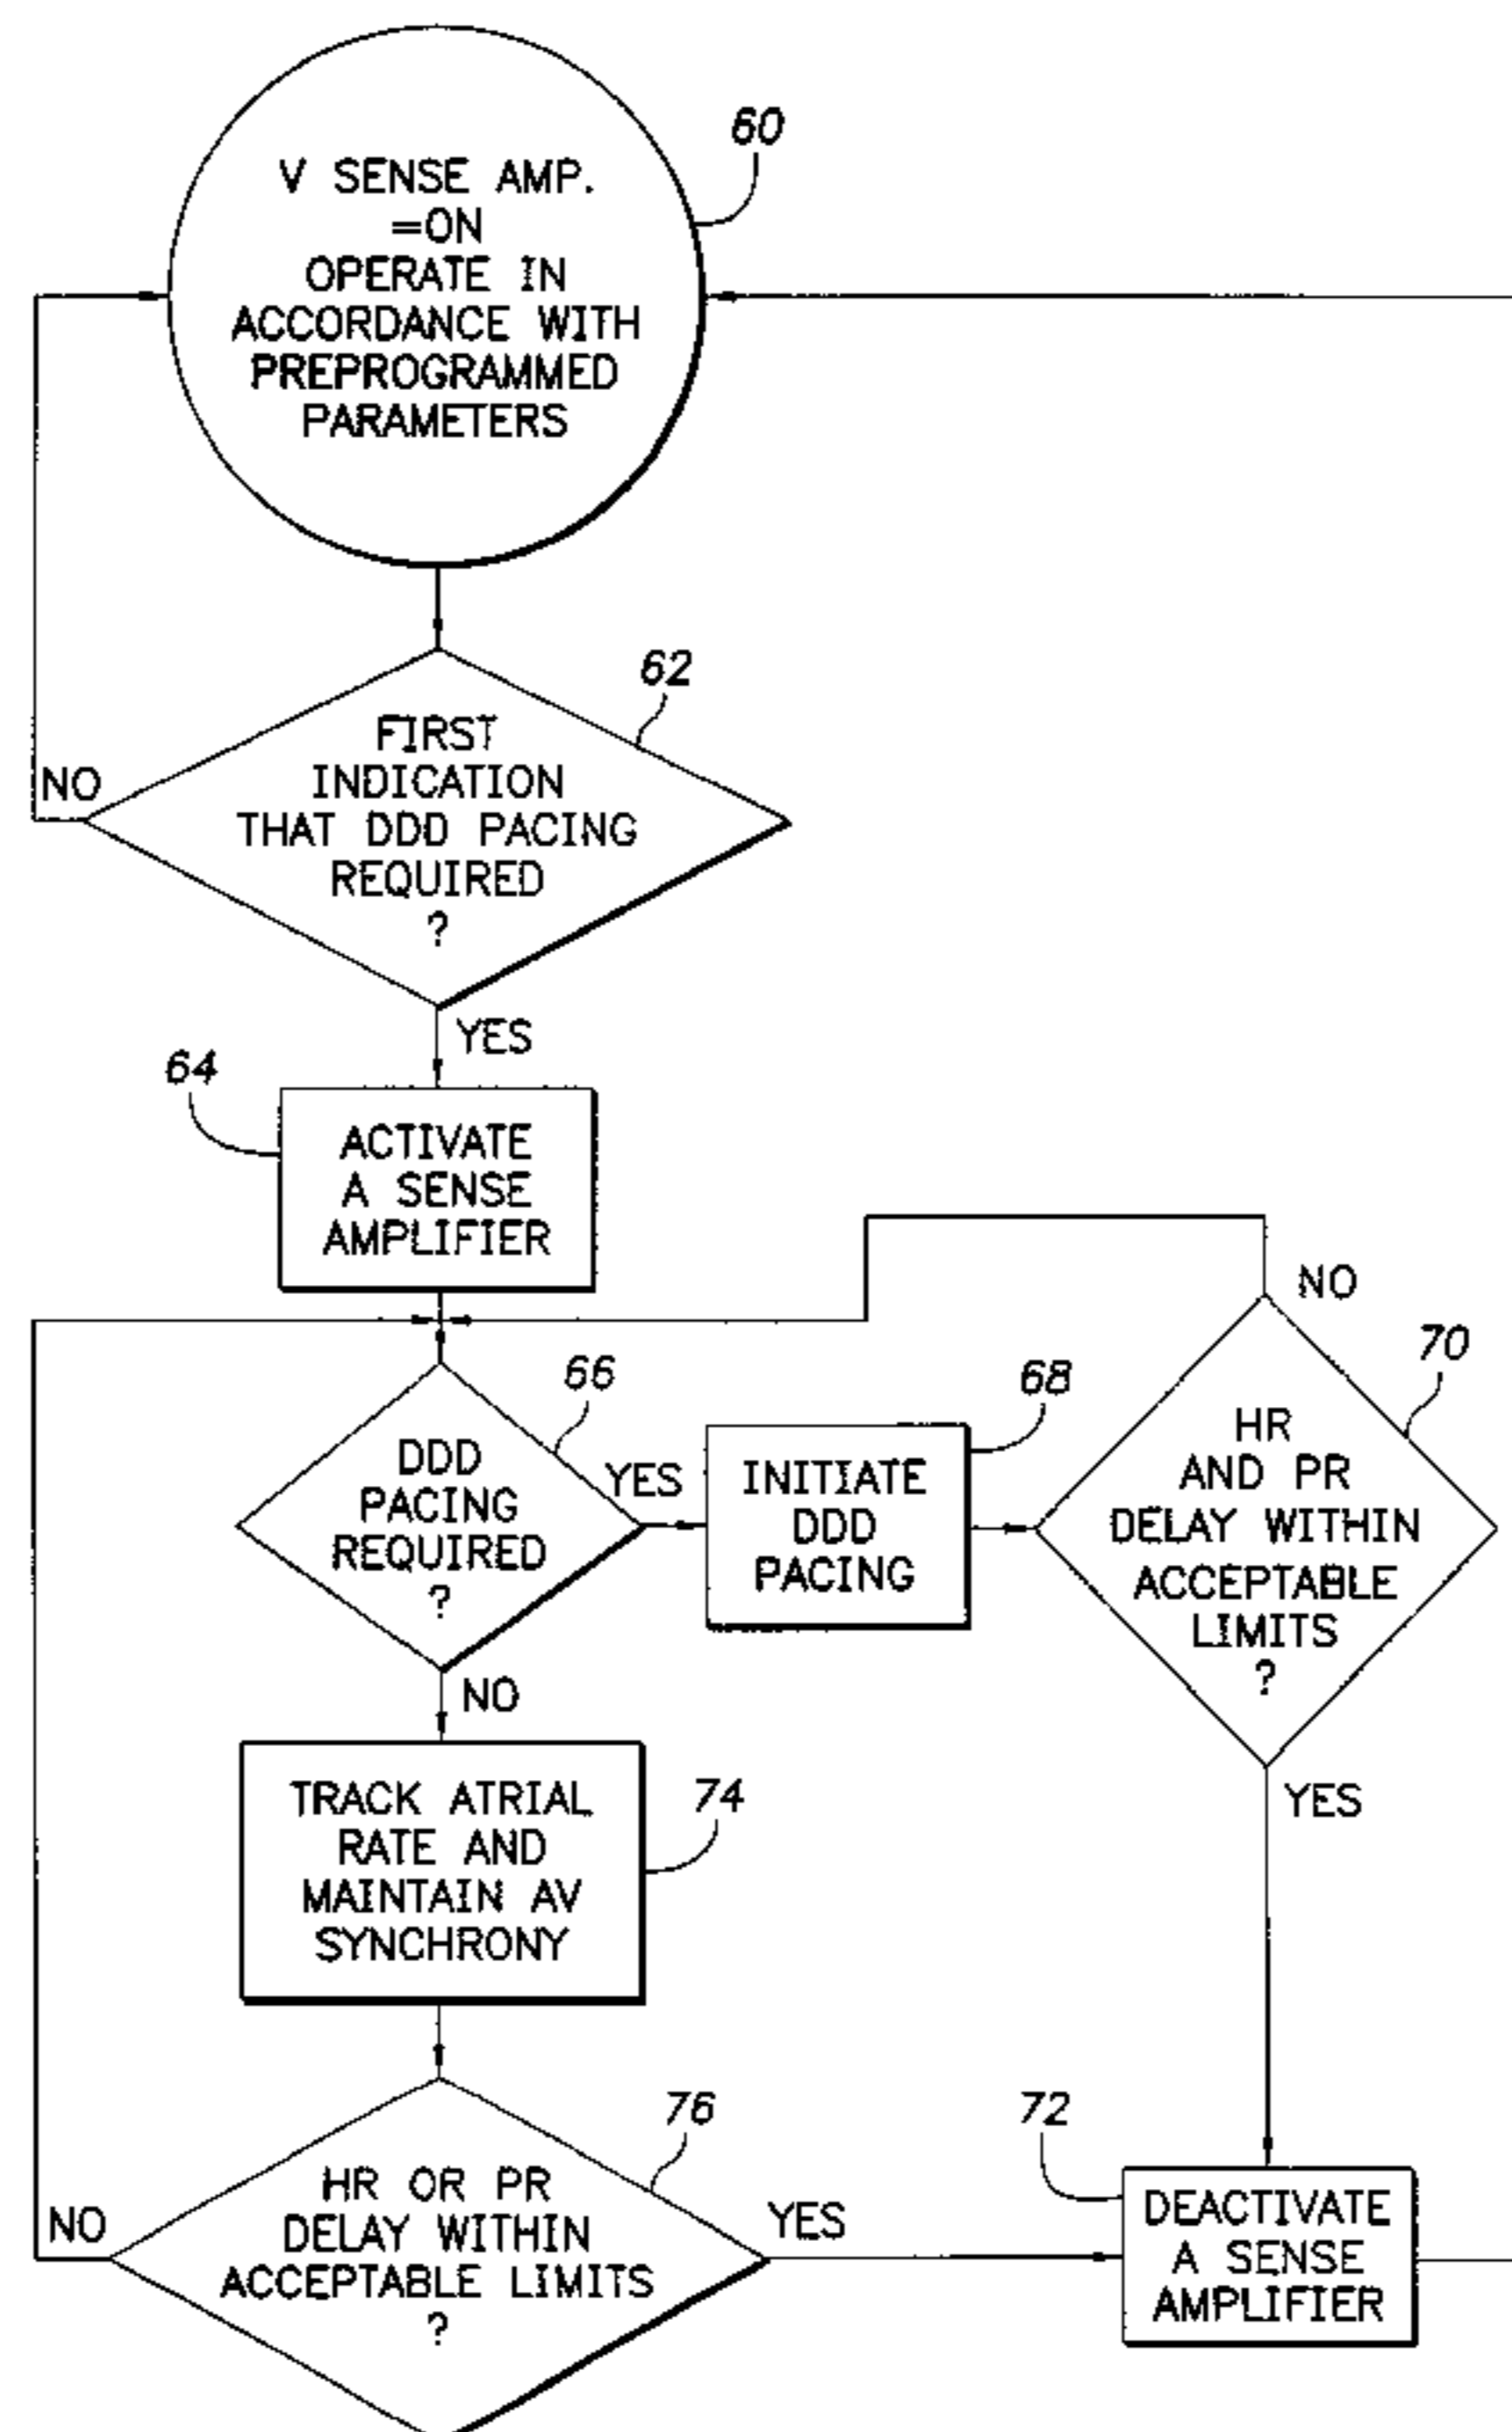 60
V SENSE AMP.
=ON
OPERATE IN
ACCORDANCE WITH
PREPROGRAMMED
PARAMETERS
62
FIRST
INDICATION
THAT DDD PACING
REQUIRED
?
NO
YES
64
ACTIVATE
A SENSE
AMPLIFIER
66
DDD
PACING
REQUIRED
?
YES
68
INITIATE
DDD
PACING
NO
70
HR
AND PR
DELAY WITHIN
ACCEPTABLE
LIMITS
?
NO
YES
74
TRACK ATRIAL
RATE AND
MAINTAIN AV
SYNCHRONY
76
HR OR PR
DELAY WITHIN
ACCEPTABLE LIMITS
?
NO
YES
72
DEACTIVATE
A SENSE
AMPLIFIER